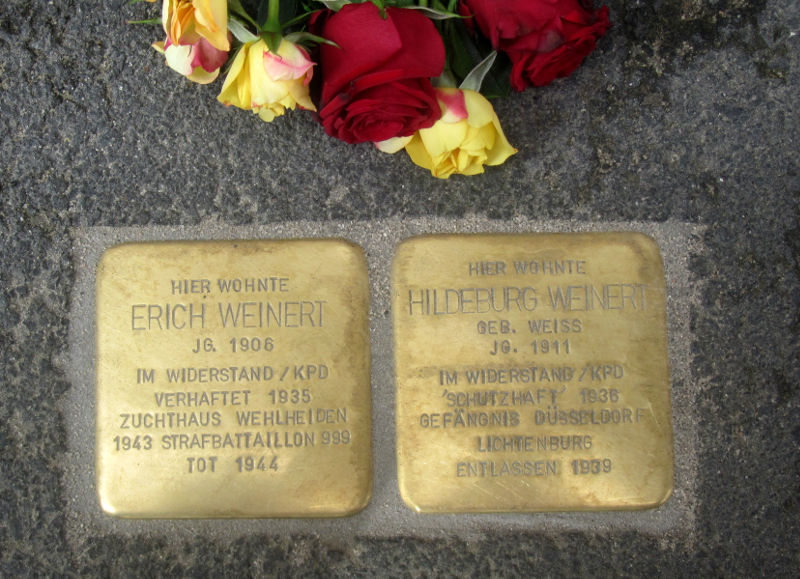 HIER WOHNTE
ERICH WEINERT
JG. 1906
IM WIDERSTAND / KPD
VERHAFTET 1935
ZUCHTHAUS WEHLHEIDEN
1943 STRAFBATTAILLON 999
TOT 1944
HIER WOHNTE
HILDEBURG WEINERT
GEB. WEISS
JG. 1911
IM WIDERSTAND / KPD
'SCHUTZHAFT' 1936
GEFÄNGNIS DÜSSELDORF
LICHTENBURG
ENTLASSEN 1939